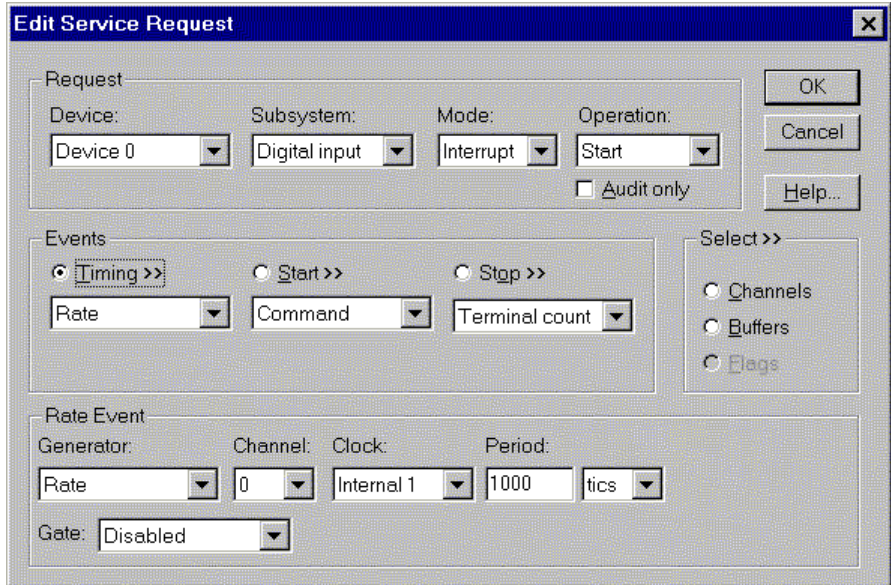 Edit Service Request
Request
Device: Subsystem: Mode: Operation:
Device 0 Digital input Interrupt Start
Audit only
OK
Cancel
Help...
Events
Timing >> Start >> Stop >>
Rate Command Terminal count
Select >>
Channels
Buffers
Flags
Rate Event
Generator: Channel: Clock: Period:
Rate 0 Internal 1 1000 tics
Gate: Disabled